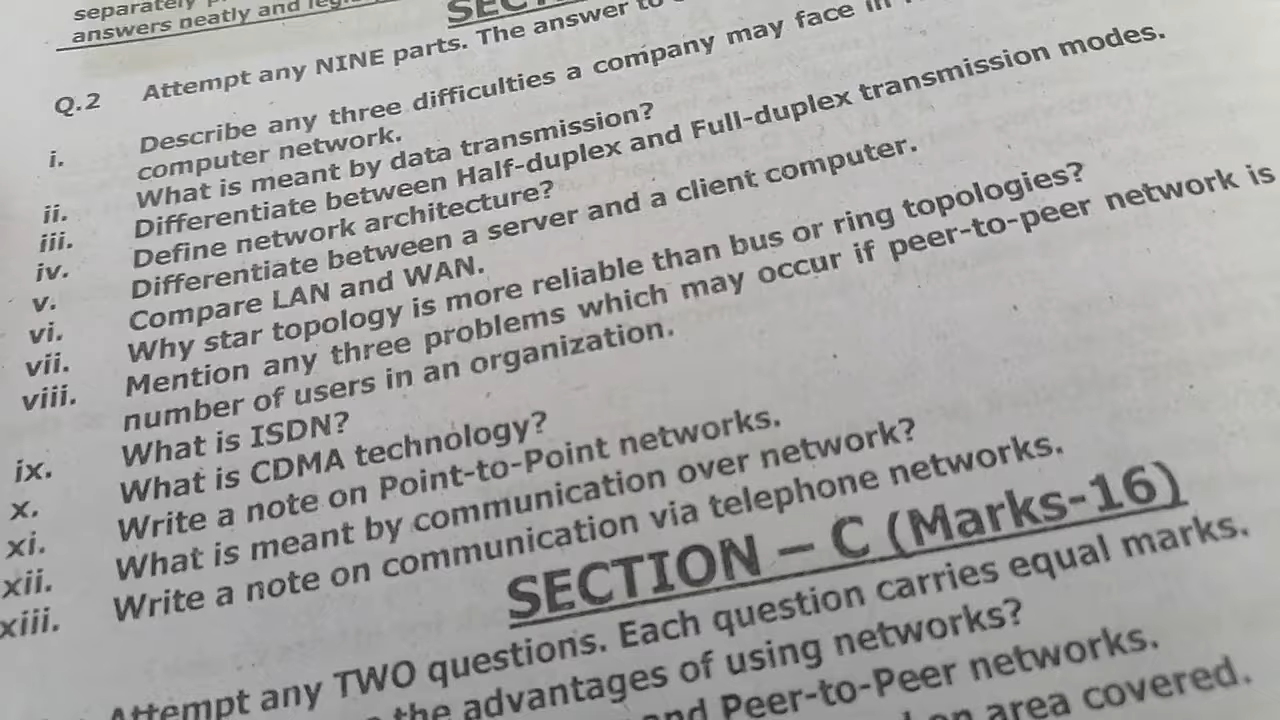 separately
answers neatly and
Q.2 Attempt any NINE parts. The answer to
i. Describe any three difficulties a company may face in
computer network.
ii. What is meant by data transmission?
iii. Differentiate between Half-duplex and Full-duplex transmission modes.
iv. Define network architecture?
v. Differentiate between a server and a client computer.
vi. Compare LAN and WAN.
vii. Why star topology is more reliable than bus or ring topologies?
viii. Mention any three problems which may occur if peer-to-peer network is
number of users in an organization.
ix. What is ISDN?
x. What is CDMA technology?
xi. Write a note on Point-to-Point networks.
xii. What is meant by communication over network?
xiii. Write a note on communication via telephone networks.
SECTION – C (Marks-16)
Attempt any TWO questions. Each question carries equal marks.
the advantages of using networks?
and Peer-to-Peer networks.
on area covered.